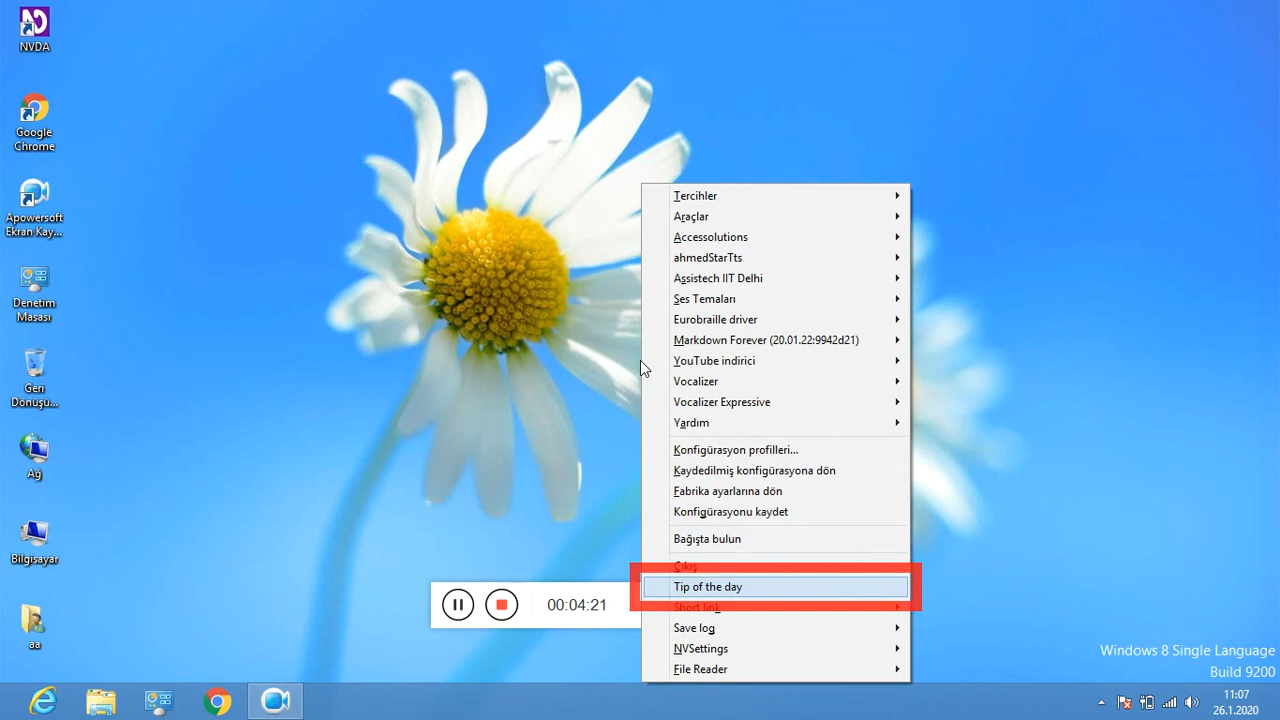 NVDA
Google
Chrome
Apowersoft
Ekran Kay...
Denetim
Masası
Geri
Dönüşü...
Ağ
Bilgisayar
aa
Tercihler
Araçlar
Accessolutions
ahmedStarTts
Assistech IIT Delhi
Ses Temaları
Eurobraille driver
Markdown Forever (20.01.22:9942d21)
YouTube indirici
Vocalizer
Vocalizer Expressive
Yardım
Konfigürasyon profilleri...
Kaydedilmiş konfigürasyona dön
Fabrika ayarlarına dön
Konfigürasyonu kaydet
Bağışta bulun
Çıkış
Tip of the day
Short link
Save log
NVSettings
File Reader
00:04:21
Windows 8 Single Language
Build 9200
11:07
26.1.2020